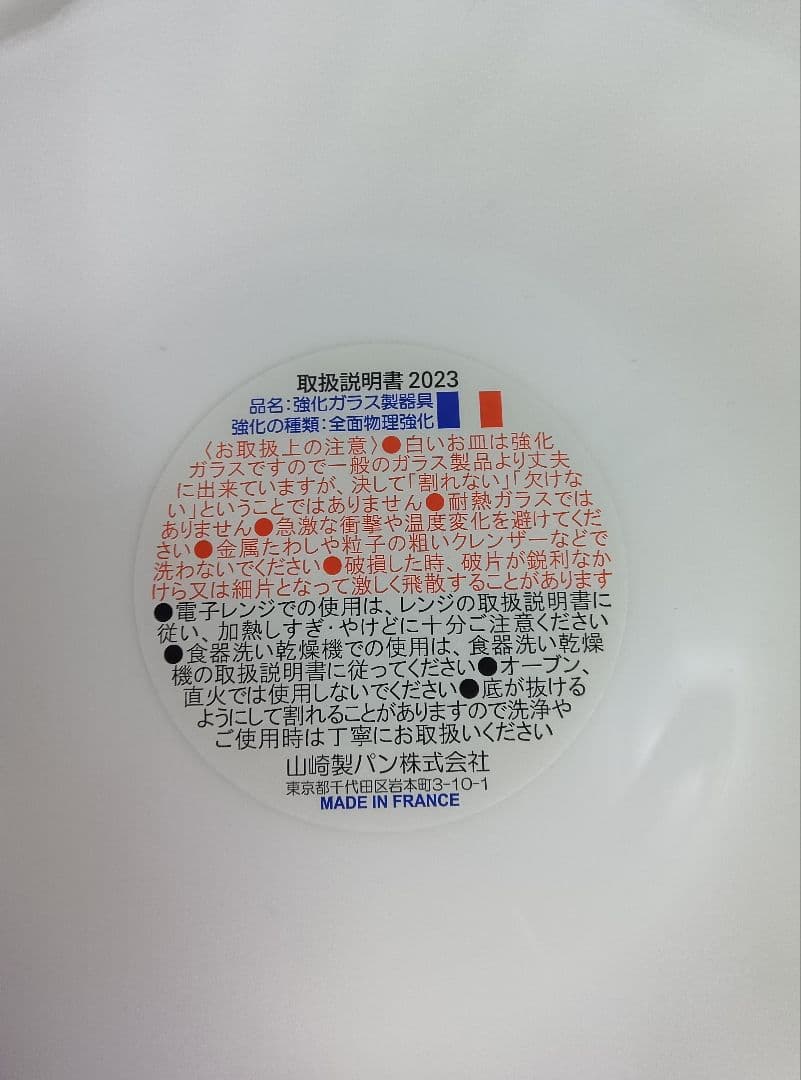 取扱説明書 2023
品名：強化ガラス製器具
強化の種類：全面物理強化
〈お取扱上の注意〉●白いお皿は強化
ガラスですので一般のガラス製品より丈夫
に出来ていますが、決して「割れない」「欠けな
い」ということではありません●耐熱ガラスでは
ありません●急激な衝撃や温度変化を避けてくだ
さい●金属たわしや粒子の粗いクレンザーなどで
洗わないでください●破損した時、破片が鋭利なか
けら又は細片となって激しく飛散することがあります
●電子レンジでの使用は、レンジの取扱説明書に
従い、加熱しすぎ・やけどに十分ご注意ください
●食器洗い乾燥機での使用は、食器洗い乾燥
機の取扱説明書に従ってください●オーブン、
直火では使用しないでください●底が抜ける
ようにして割れることがありますので洗浄や
ご使用時は丁寧にお取扱いください
山崎製パン株式会社
東京都千代田区岩本町3-10-1
MADE IN FRANCE